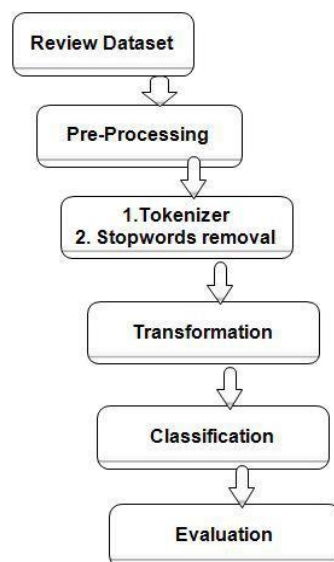 Review Dataset
Pre-Processing
1.Tokenizer
2. Stopwords removal
Transformation
Classification
Evaluation